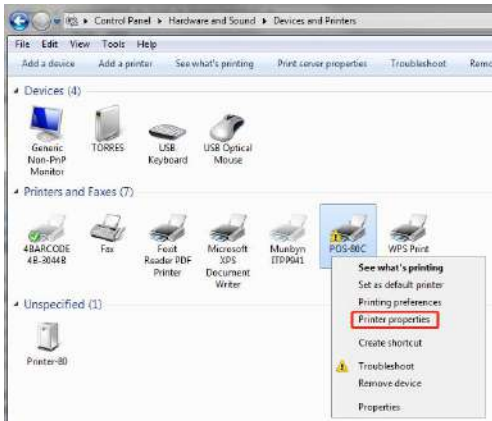 Control Panel ▸ Hardware and Sound ▸ Devices and Printers
File Edit View Tools Help
Add a device Add a printer See what's printing Print server properties Troubleshoot Remo
Devices (4)
Generic Non-PnP Monitor
TORRES
USB Keyboard
USB Optical Mouse
Printers and Faxes (7)
4BARCODE 4B-3044B
Fax
Foxit Reader PDF Printer
Microsoft XPS Document Writer
Munbyn ITPP941
POS-80C
WPS Print
See what's printing
Set as default printer
Printing preferences
Printer properties
Create shortcut
Troubleshoot
Remove device
Properties
Unspecified (1)
Printer-80